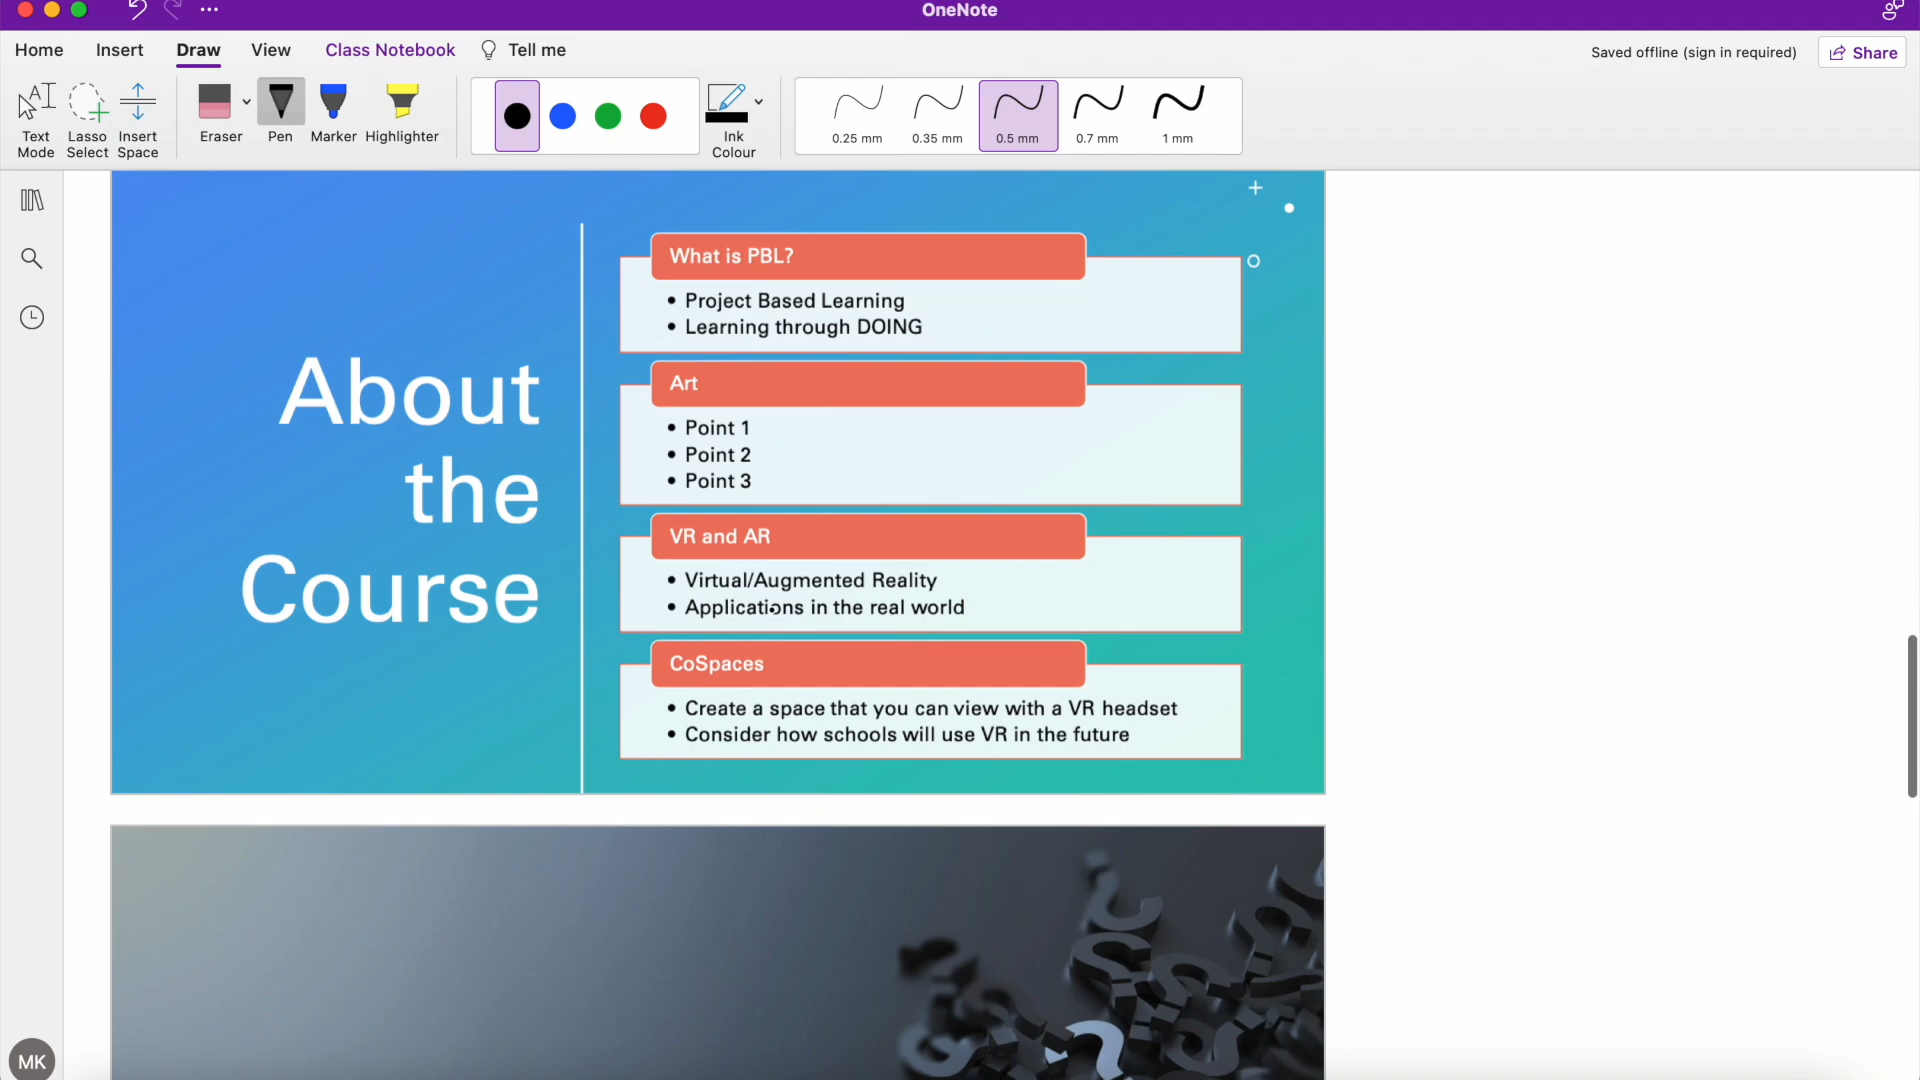 OneNote
Home Insert Draw View Class Notebook Tell me
Saved offline (sign in required) Share
Text Mode
Lasso Select
Insert Space
Eraser
Pen
Marker
Highlighter
Ink Colour
0.25 mm
0.35 mm
0.5 mm
0.7 mm
1 mm
About
the
Course
What is PBL?
• Project Based Learning
• Learning through DOING
Art
• Point 1
• Point 2
• Point 3
VR and AR
• Virtual/Augmented Reality
• Applications in the real world
CoSpaces
• Create a space that you can view with a VR headset
• Consider how schools will use VR in the future
MK